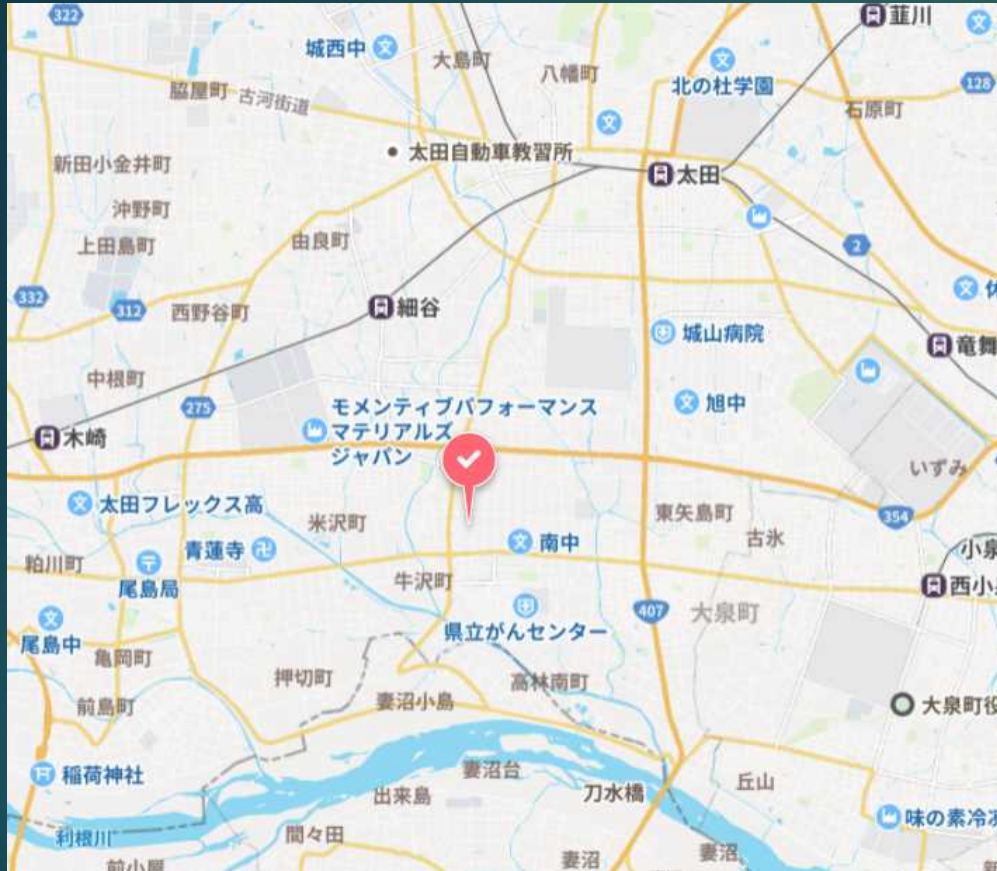 322
城西中
大島町
八幡町
韮川
北の杜学園
128
脇屋町
古河街道
石原町
太田自動車教習所
新田小金井町
太田
沖野町
上田島町
由良町
2
332
312
西野谷町
細谷
城山病院
竜舞
中根町
275
モメンティブパフォーマンス
マテリアルズ
ジャパン
旭中
木崎
いずみ
太田フレックス高
米沢町
東矢島町
354
古氷
青蓮寺
南中
粕川町
尾島局
牛沢町
小泉
西小
407
大泉町
尾島中
県立がんセンター
亀岡町
押切町
高林南町
前島町
妻沼小島
大泉町役
稲荷神社
妻沼台
出来島
刀水橋
丘山
味の素冷凍
利根川
間々田
妻沼
妻沼
前小屋